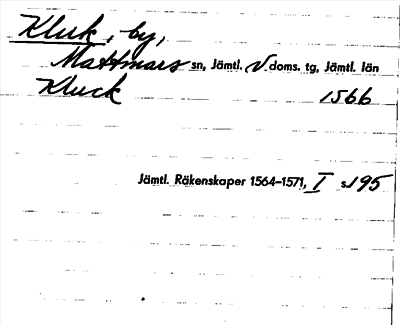 Kluk, by,
Mattmars sn, Jämtl. V doms. tg, Jämtl. län
Kluck 1566
Jämtl. Räkenskaper 1564–1571, I s. 195